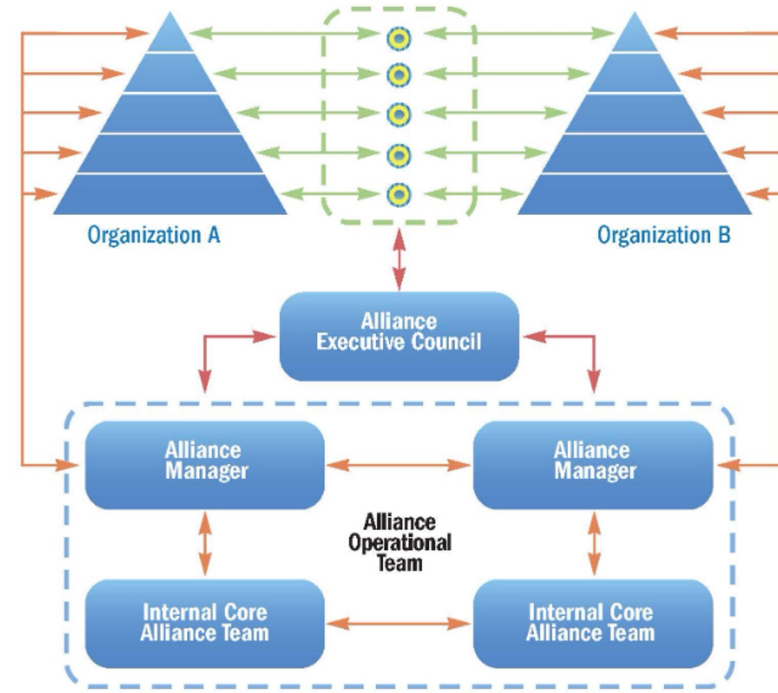 Organization A
Organization B
Alliance
Executive Council
Alliance
Manager
Alliance
Manager
Alliance
Operational
Team
Internal Core
Alliance Team
Internal Core
Alliance Team